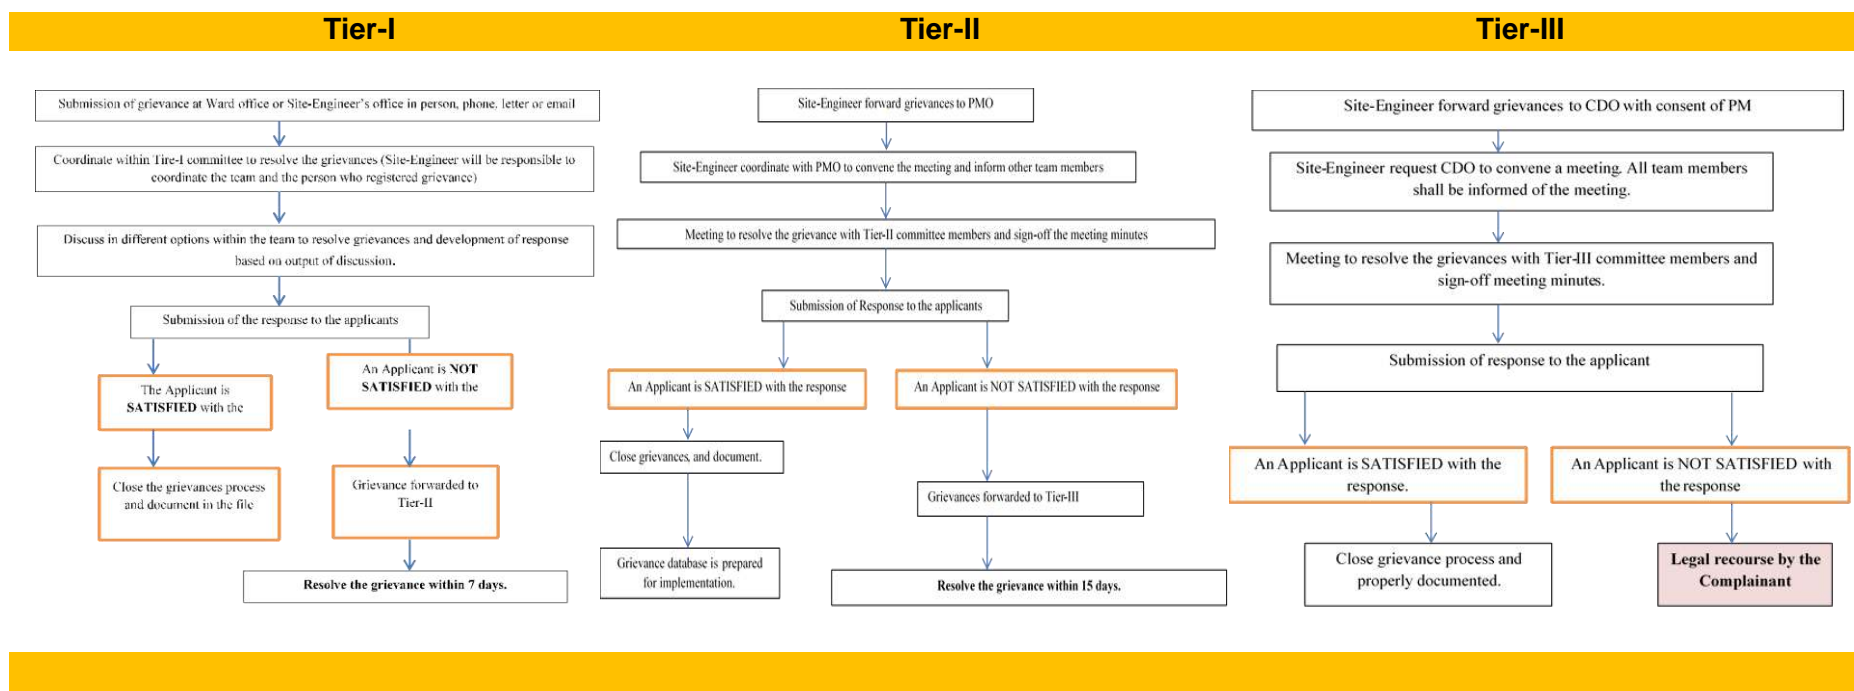 Tier-I
Tier-II
Tier-III
Submission of grievance at Ward office or Site-Engineer's office in person, phone, letter or email
Coordinate within Tire-I committee to resolve the grievances (Site-Engineer will be responsible to
coordinate the team and the person who registered grievance)
Discuss in different options within the team to resolve grievances and development of response
based on output of discussion.
Submission of the response to the applicants
The Applicant is
SATISFIED with the
An Applicant is NOT
SATISFIED with the
Close the grievances process
and document in the file
Grievance forwarded to
Tier-II
Resolve the grievance within 7 days.
Site-Engineer forward grievances to PMO
Site-Engineer coordinate with PMO to convene the meeting and inform other team members
Meeting to resolve the grievance with Tier-II committee members and sign-off the meeting minutes
Submission of Response to the applicants
An Applicant is SATISFIED with the response
An Applicant is NOT SATISFIED with the response
Close grievances, and document.
Grievances forwarded to Tier-III
Grievance database is prepared
for implementation.
Resolve the grievance within 15 days.
Site-Engineer forward grievances to CDO with consent of PM
Site-Engineer request CDO to convene a meeting. All team members
shall be informed of the meeting.
Meeting to resolve the grievances with Tier-III committee members and
sign-off meeting minutes.
Submission of response to the applicant
An Applicant is SATISFIED with the
response.
An Applicant is NOT SATISFIED with
the response
Close grievance process and
properly documented.
Legal recourse by the
Complainant